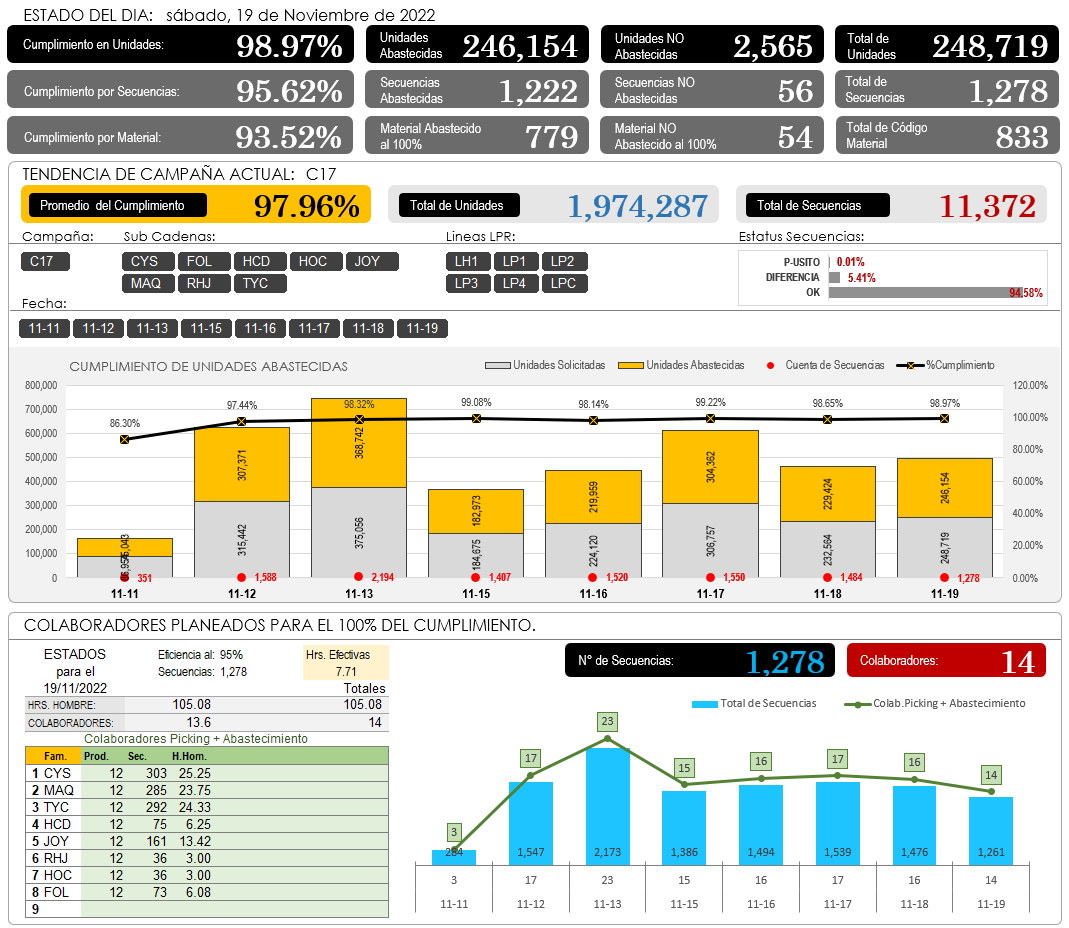 ESTADO DEL DIA: sábado, 19 de Noviembre de 2022
Cumplimiento en Unidades: 98.97%
Unidades Abastecidas 246,154
Unidades NO Abastecidas 2,565
Total de Unidades 248,719
Cumplimiento por Secuencias: 95.62%
Secuencias Abastecidas 1,222
Secuencias NO Abastecidas 56
Total de Secuencias 1,278
Cumplimiento por Material: 93.52%
Material Abastecido al 100% 779
Material NO Abastecido al 100% 54
Total de Código Material 833
TENDENCIA DE CAMPAÑA ACTUAL: C17
Promedio del Cumplimiento 97.96%
Total de Unidades 1,974,287
Total de Secuencias 11,372
Campaña: Sub Cadenas: Lineas LPR: Estatus Secuencias:
C17 CYS FOL HCD HOC JOY LH1 LP1 LP2
MAQ RHJ TYC LP3 LP4 LPC
P-USITO 0.01%
DIFERENCIA 5.41%
OK 94.58%
Fecha:
11-11 11-12 11-13 11-15 11-16 11-17 11-18 11-19
CUMPLIMIENTO DE UNIDADES ABASTECIDAS
Unidades Solicitadas Unidades Abastecidas Cuenta de Secuencias %Cumplimiento
800,000 120.00%
700,000 100.00%
600,000 80.00%
500,000
400,000 60.00%
300,000 40.00%
200,000
100,000 20.00%
0 0.00%
86.30% 97.44% 98.32% 99.08% 98.14% 99.22% 98.65% 98.97%
307,371 368,742 182,973 219,959 304,362 229,424 246,154
315,442 375,056 184,675 224,120 306,757 232,564 248,719
351 1,588 2,194 1,407 1,520 1,550 1,484 1,278
11-11 11-12 11-13 11-15 11-16 11-17 11-18 11-19
COLABORADORES PLANEADOS PARA EL 100% DEL CUMPLIMIENTO.
ESTADOS para el 19/11/2022
Eficiencia al: 95%
Secuencias: 1,278
Hrs. Efectivas
7.71
Totales
HRS. HOMBRE: 105.08 105.08
COLABORADORES: 13.6 14
Colaboradores Picking + Abastecimiento
Fam. Prod. Sec. H.Hom.
1 CYS 12 303 25.25
2 MAQ 12 285 23.75
3 TYC 12 292 24.33
4 HCD 12 75 6.25
5 JOY 12 161 13.42
6 RHJ 12 36 3.00
7 HOC 12 36 3.00
8 FOL 12 73 6.08
9
N° de Secuencias: 1,278
Colaboradores: 14
Total de Secuencias Colab.Picking + Abastecimiento
3 17 23 15 16 17 16 14
284 1,547 2,173 1,386 1,494 1,539 1,476 1,261
3 17 23 15 16 17 16 14
11-11 11-12 11-13 11-15 11-16 11-17 11-18 11-19